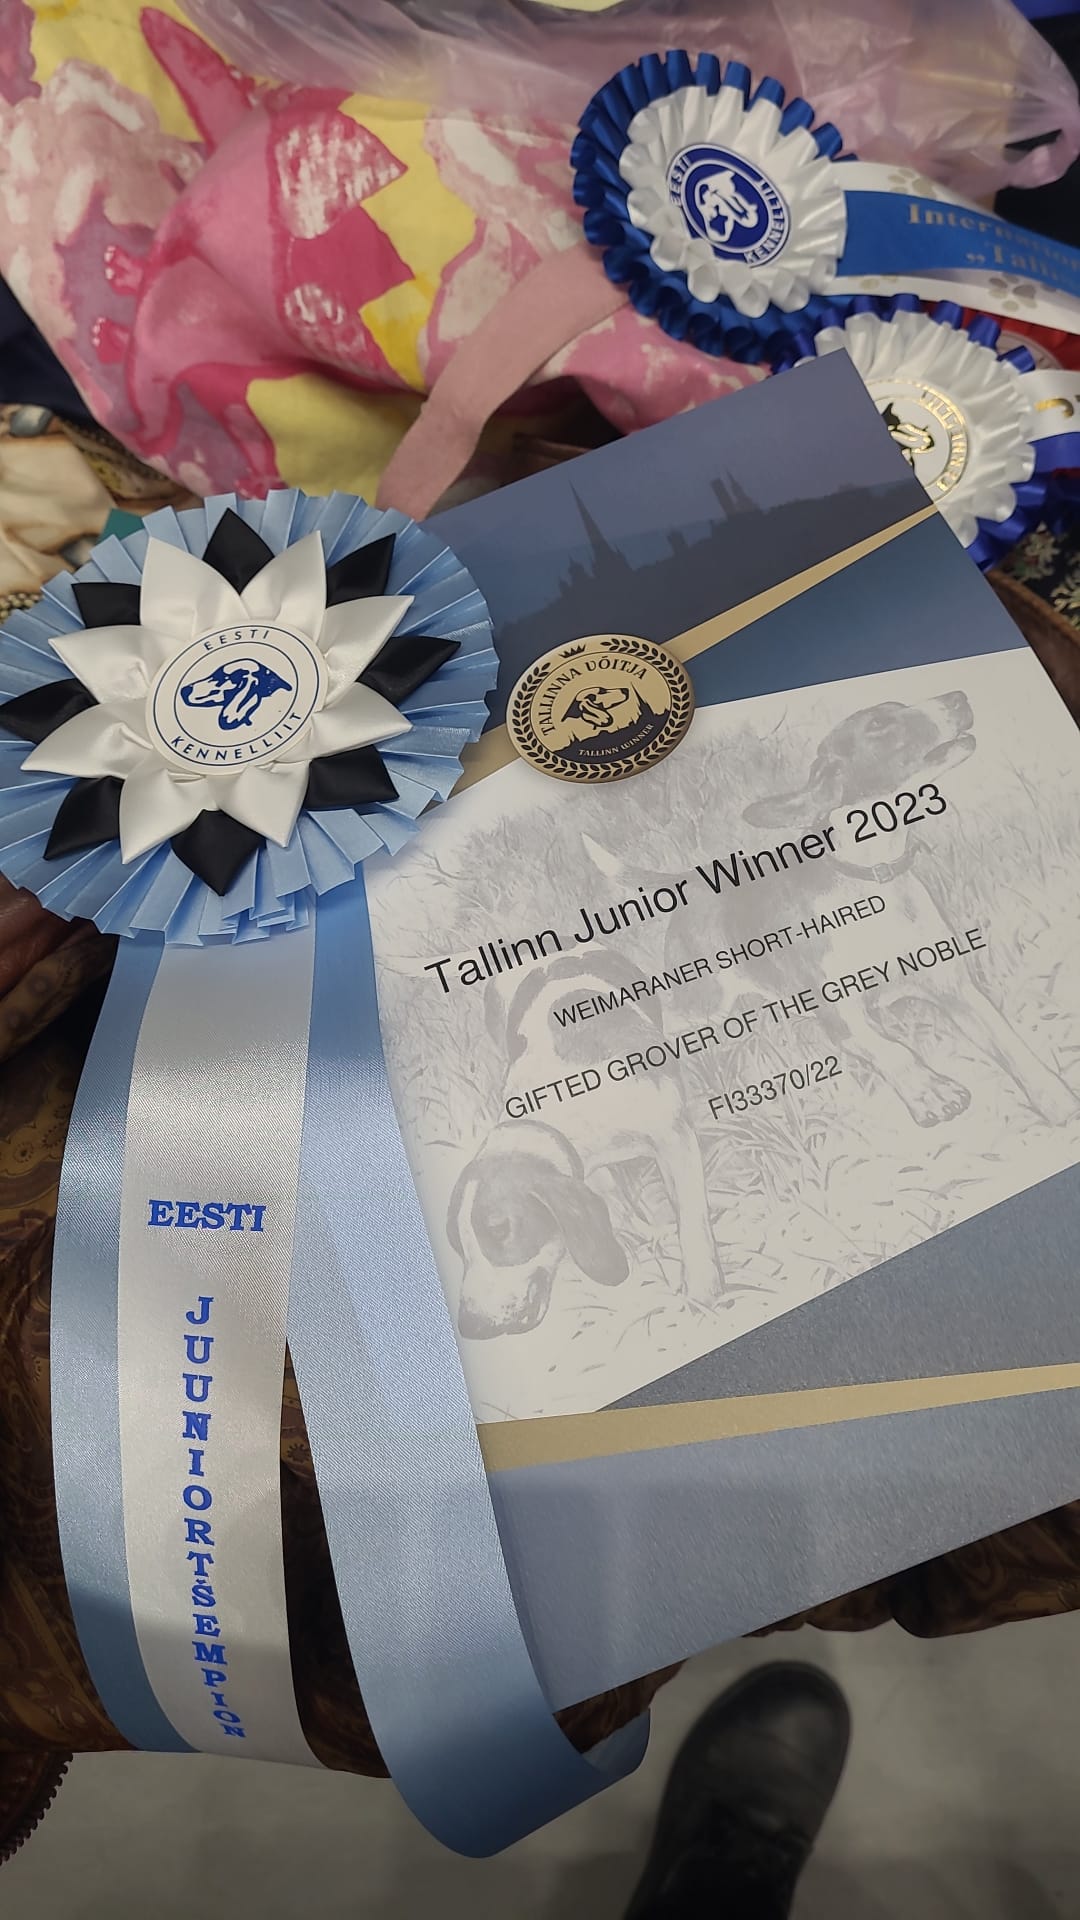 EESTI
KENNELLIIT
EESTI
KENNELLIIT
TALLINNA VÕITJA
TALLINN WINNER
Tallinn Junior Winner 2023
WEIMARANER SHORT-HAIRED
GIFTED GROVER OF THE GREY NOBLE
FI33370/22
EESTI
JUUNIORTŠEMPION